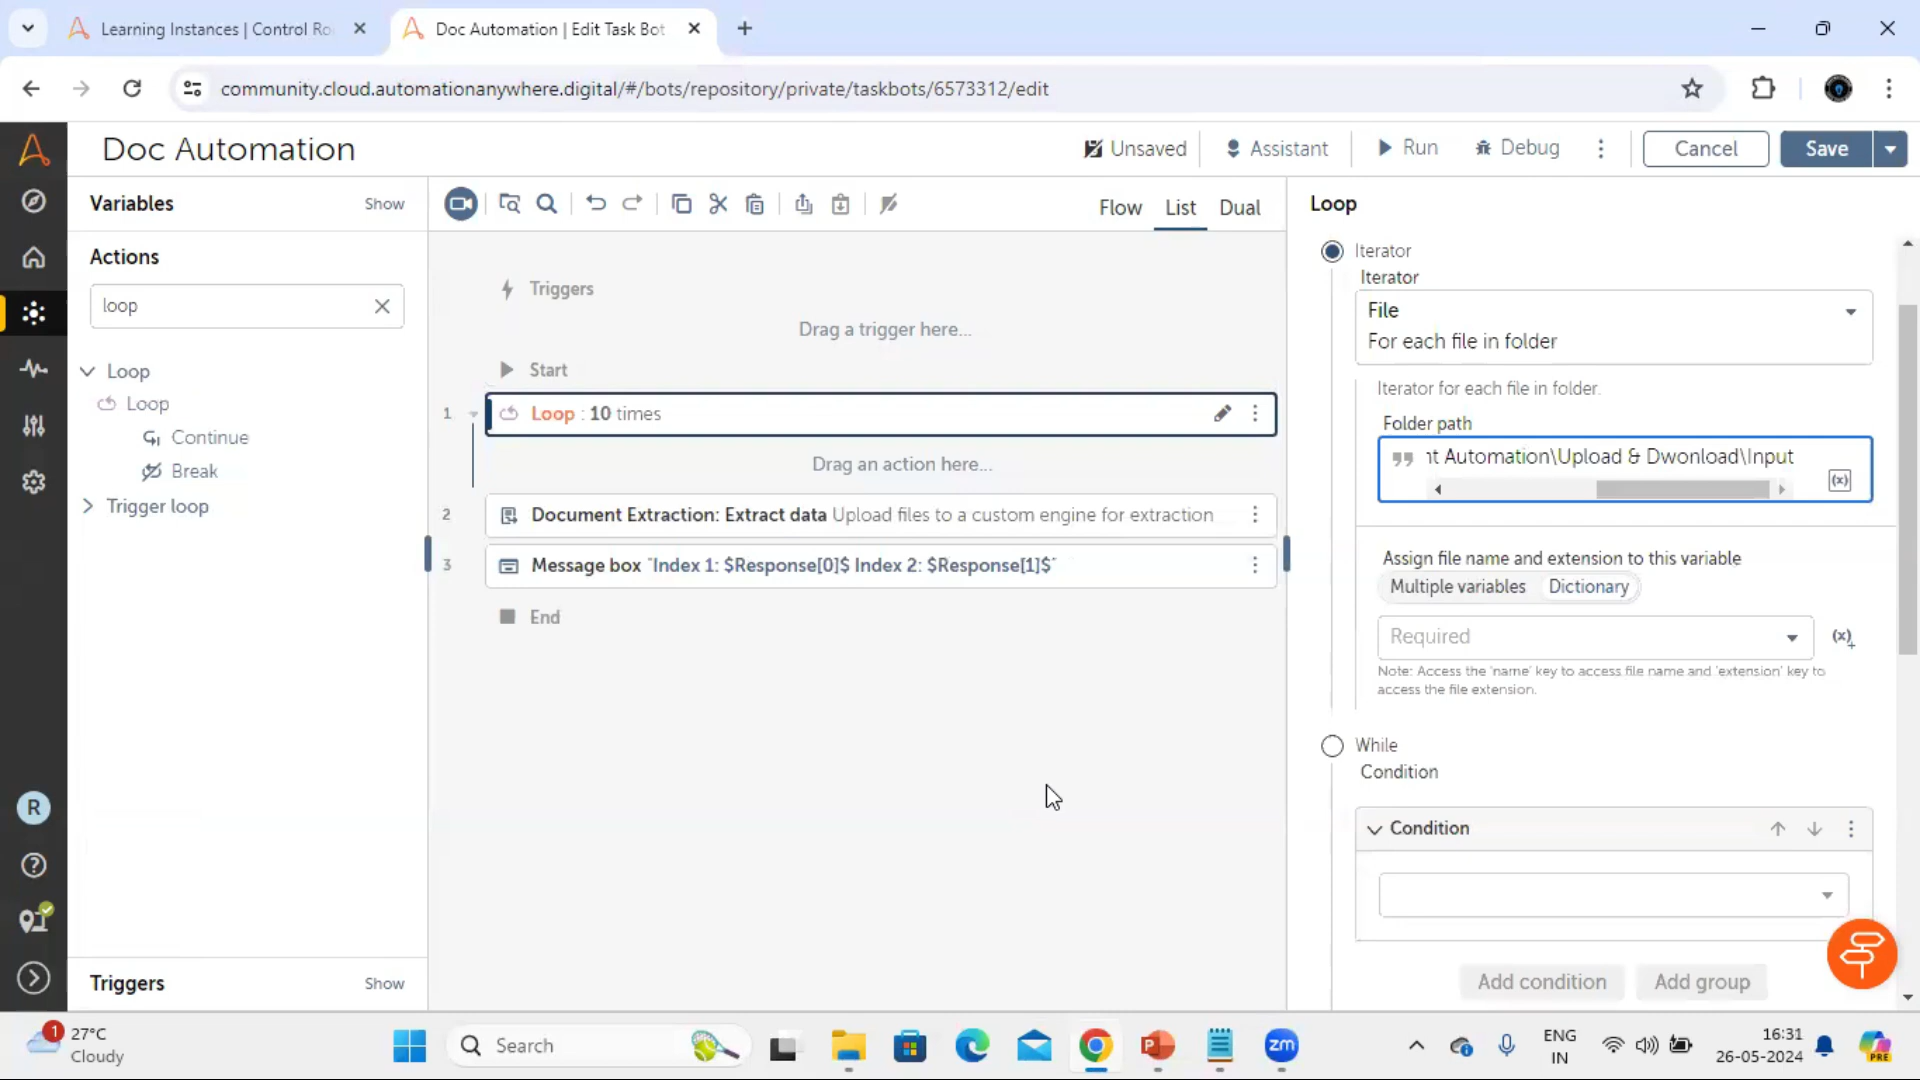 Learning Instances | Control Ro
Doc Automation | Edit Task Bot
community.cloud.automationanywhere.digital/#/bots/repository/private/taskbots/6573312/edit
Doc Automation
Unsaved
Assistant
Run
Debug
Cancel
Save
Variables
Show
Actions
loop
Loop
Loop
Continue
Break
Trigger loop
Triggers
Show
Flow
List
Dual
Triggers
Drag a trigger here...
Start
1
Loop : 10 times
Drag an action here...
2
Document Extraction: Extract data Upload files to a custom engine for extraction
3
Message box "Index 1: $Response[0]$ Index 2: $Response[1]$"
End
Loop
Iterator
Iterator
File
For each file in folder
Iterator for each file in folder.
Folder path
nt Automation\Upload & Dwonload\Input
(x)
Assign file name and extension to this variable
Multiple variables
Dictionary
Required
(x)+
Note: Access the 'name' key to access file name and 'extension' key to
access the file extension.
While
Condition
Condition
Add condition
Add group
R
1
27°C
Cloudy
Search
zm
ENG
IN
16:31
26-05-2024
PRE